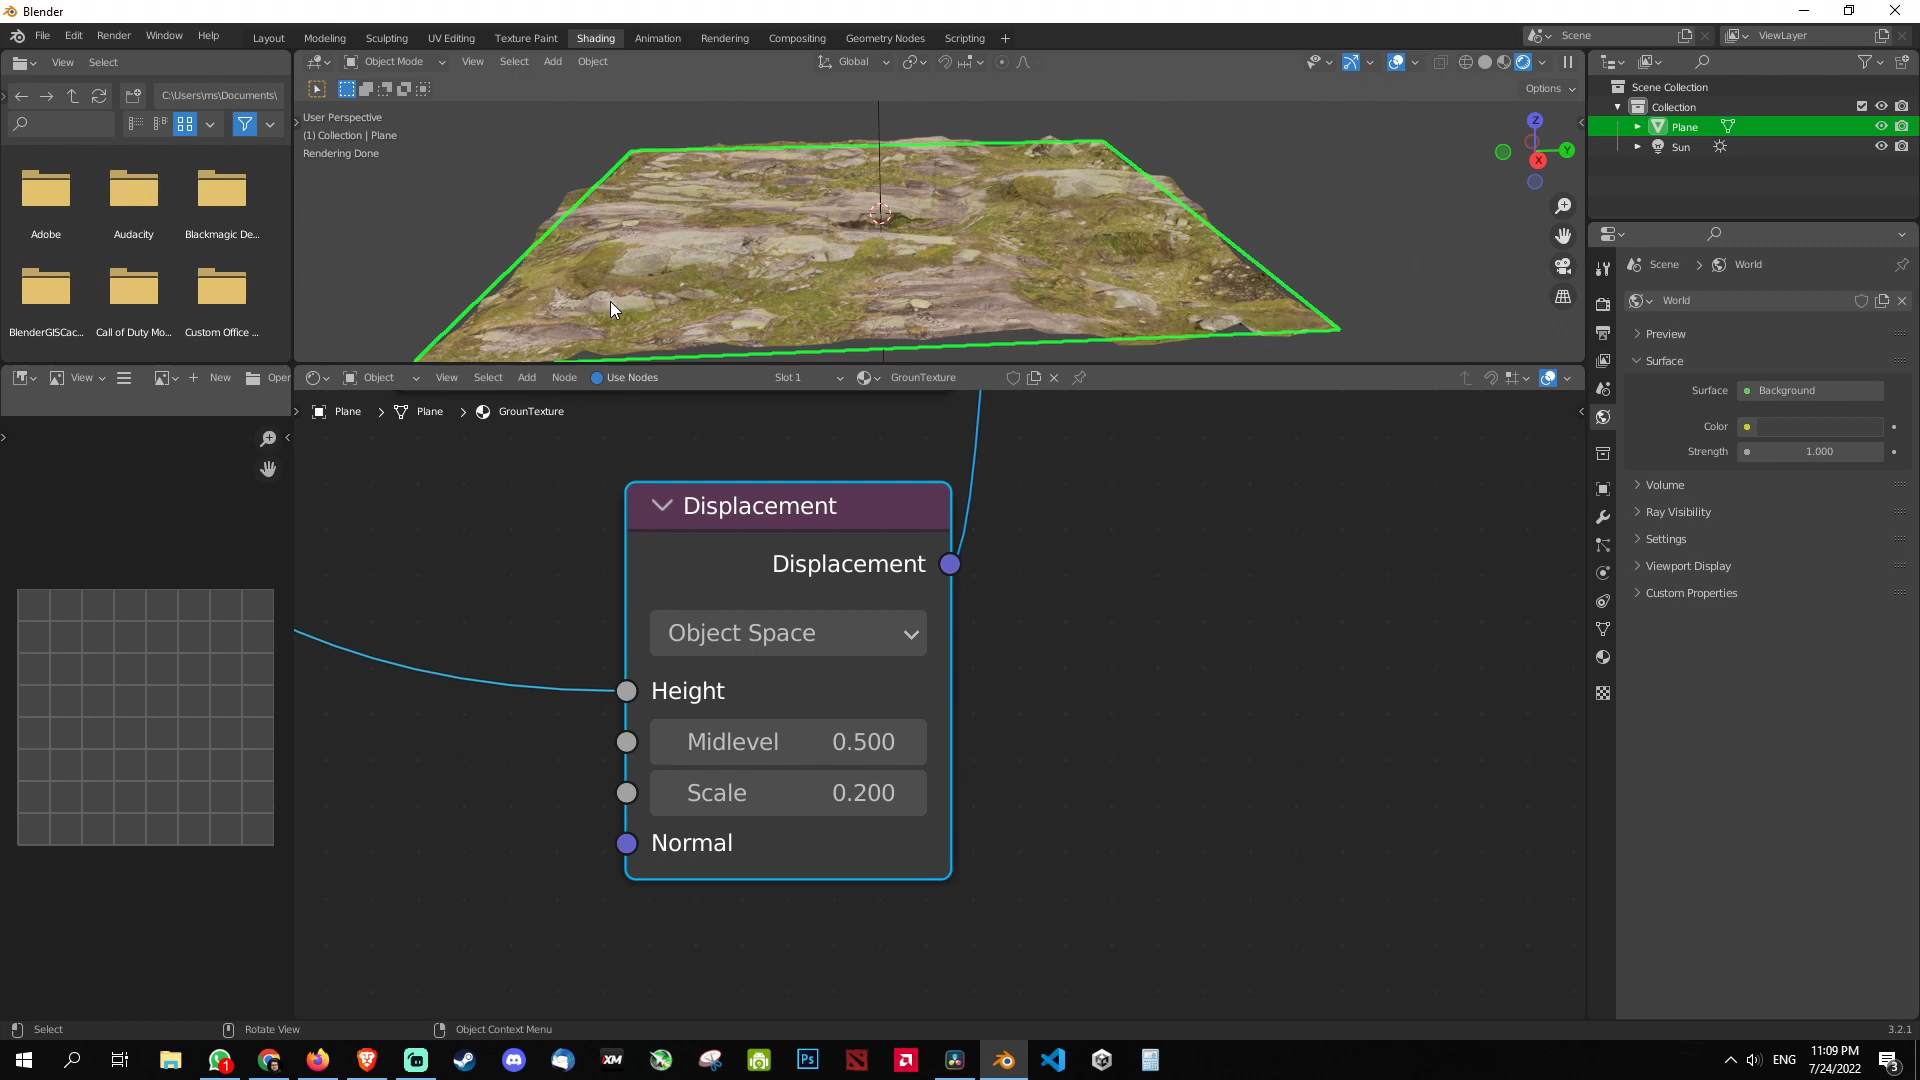 Blender
File Edit Render Window Help
Layout Modeling Sculpting UV Editing Texture Paint Shading Animation Rendering Compositing Geometry Nodes Scripting +
Scene
ViewLayer
View Select
Object Mode View Select Add Object
Global
C:\Users\ms\Documents\
Options
User Perspective
(1) Collection | Plane
Rendering Done
Z
Y
X
Adobe
Audacity
Blackmagic De...
BlenderGISCac...
Call of Duty Mo...
Custom Office ...
Scene Collection
Collection
Plane
Sun
Scene > World
World
Preview
Surface
Surface Background
Color
Strength 1.000
Volume
Ray Visibility
Settings
Viewport Display
Custom Properties
View
New
Oper
Object View Select Add Node Use Nodes Slot 1 GrounTexture
Plane > Plane > GrounTexture
Displacement
Displacement
Object Space
Height
Midlevel 0.500
Scale 0.200
Normal
Select
Rotate View
Object Context Menu
3.2.1
1
XM
Ps
ENG
11:09 PM
7/24/2022
3